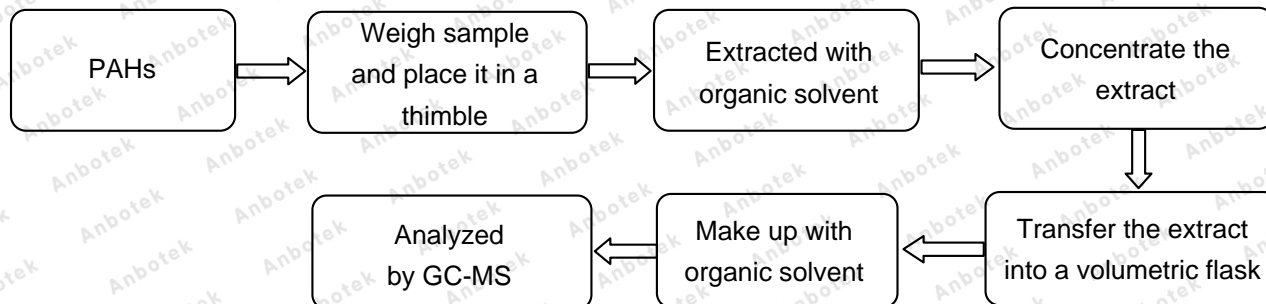 PAHs
Weigh sample
and place it in a
thimble
Extracted with
organic solvent
Concentrate the
extract
Transfer the extract
into a volumetric flask
Make up with
organic solvent
Analyzed
by GC-MS
Anbotek